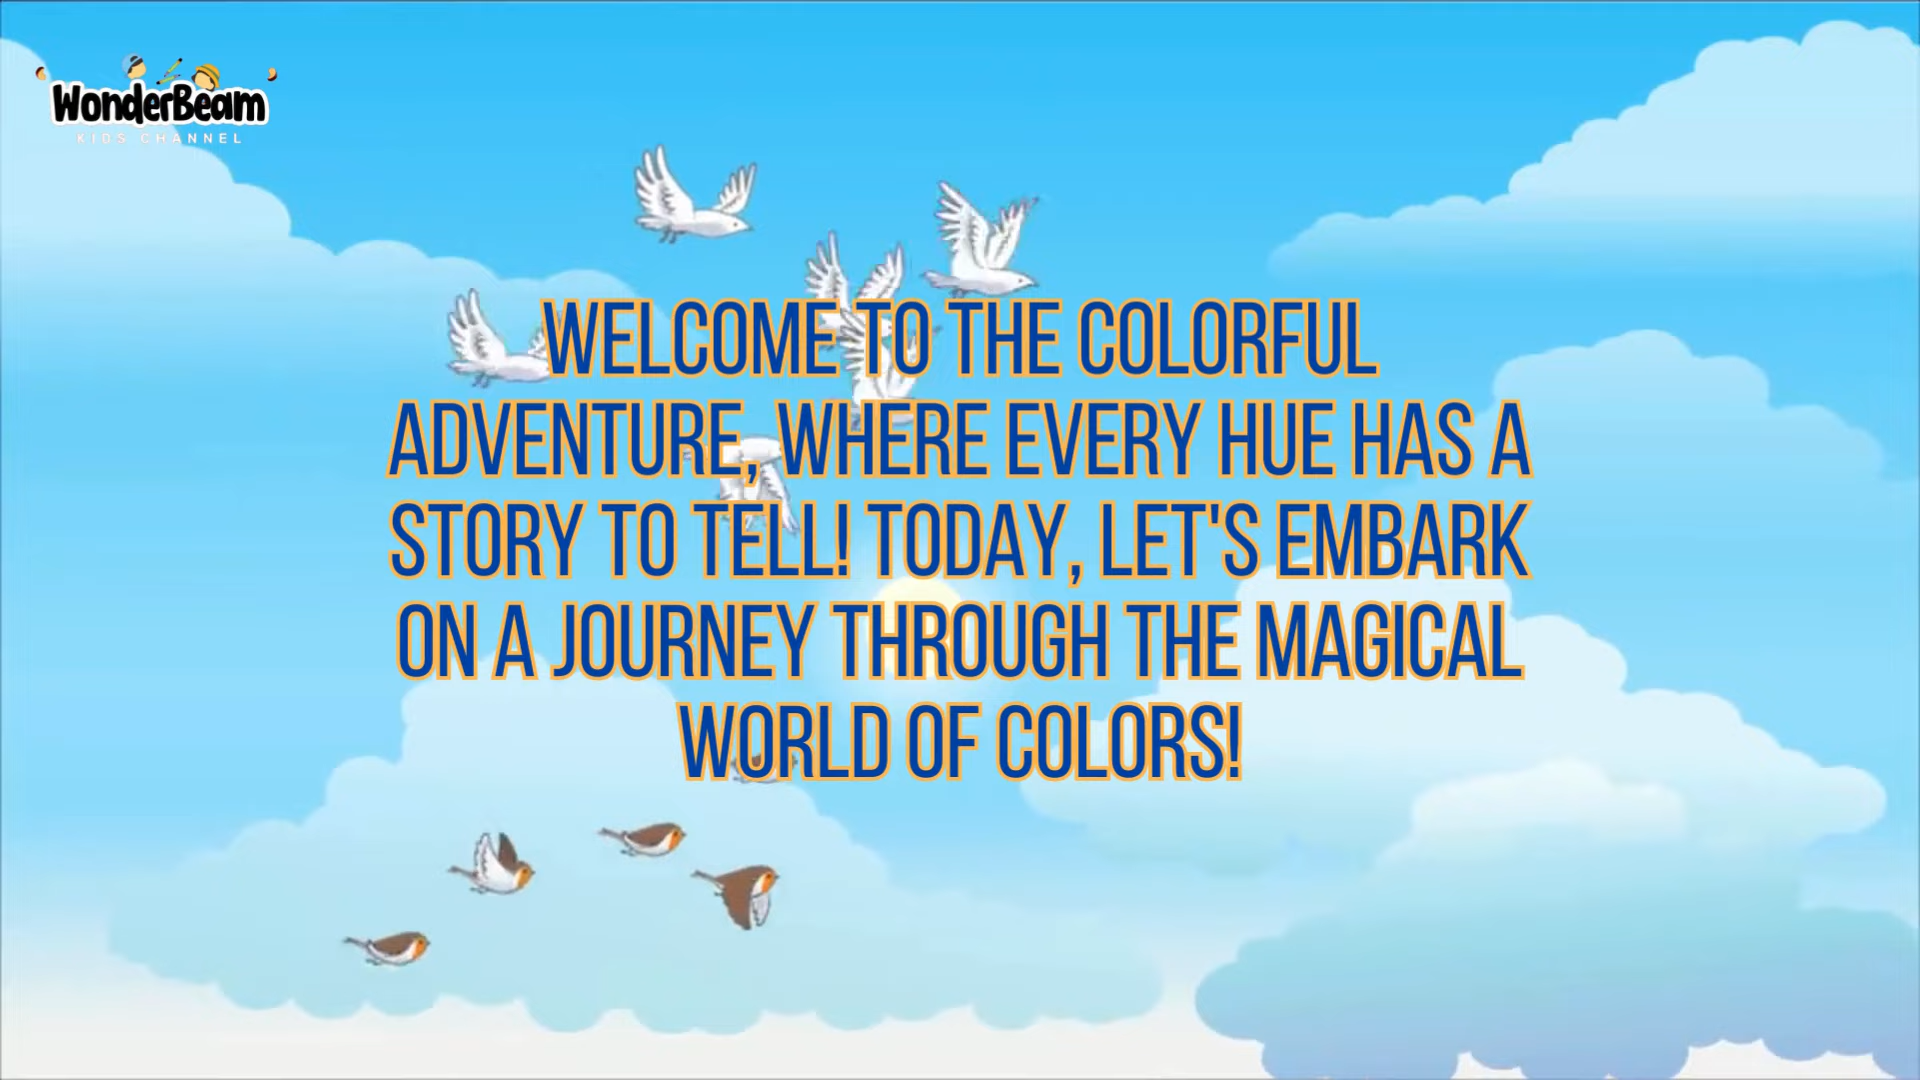 WonderBeam
KIDS CHANNEL
WELCOME TO THE COLORFUL
ADVENTURE, WHERE EVERY HUE HAS A
STORY TO TELL! TODAY, LET'S EMBARK
ON A JOURNEY THROUGH THE MAGICAL
WORLD OF COLORS!